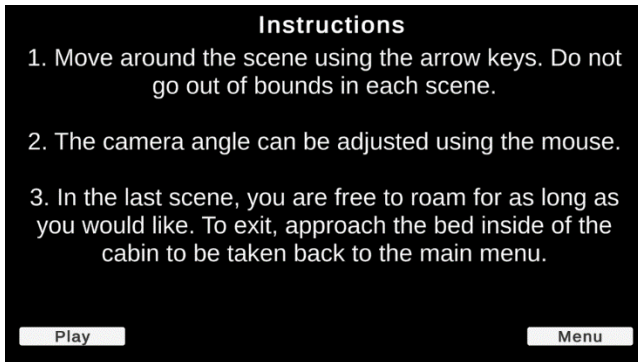 Instructions
1. Move around the scene using the arrow keys. Do not
go out of bounds in each scene.
2. The camera angle can be adjusted using the mouse.
3. In the last scene, you are free to roam for as long as
you would like. To exit, approach the bed inside of the
cabin to be taken back to the main menu.
Play
Menu